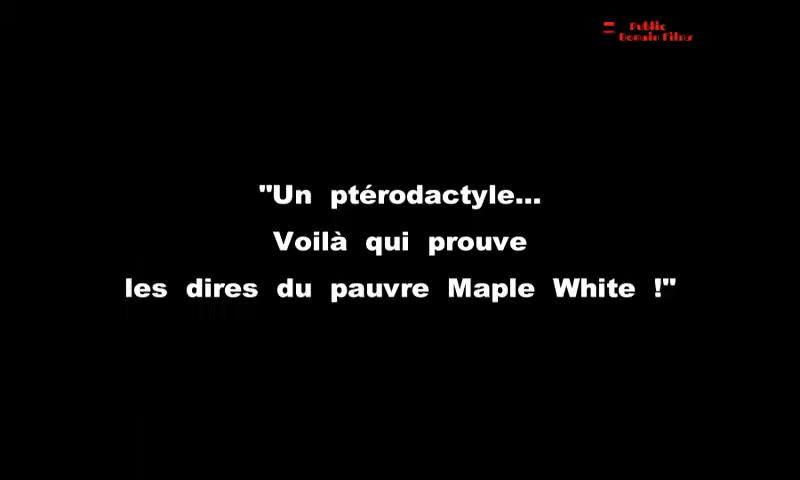 Public
Domain Films
"Un ptérodactyle...
Voilà qui prouve
les dires du pauvre Maple White !"